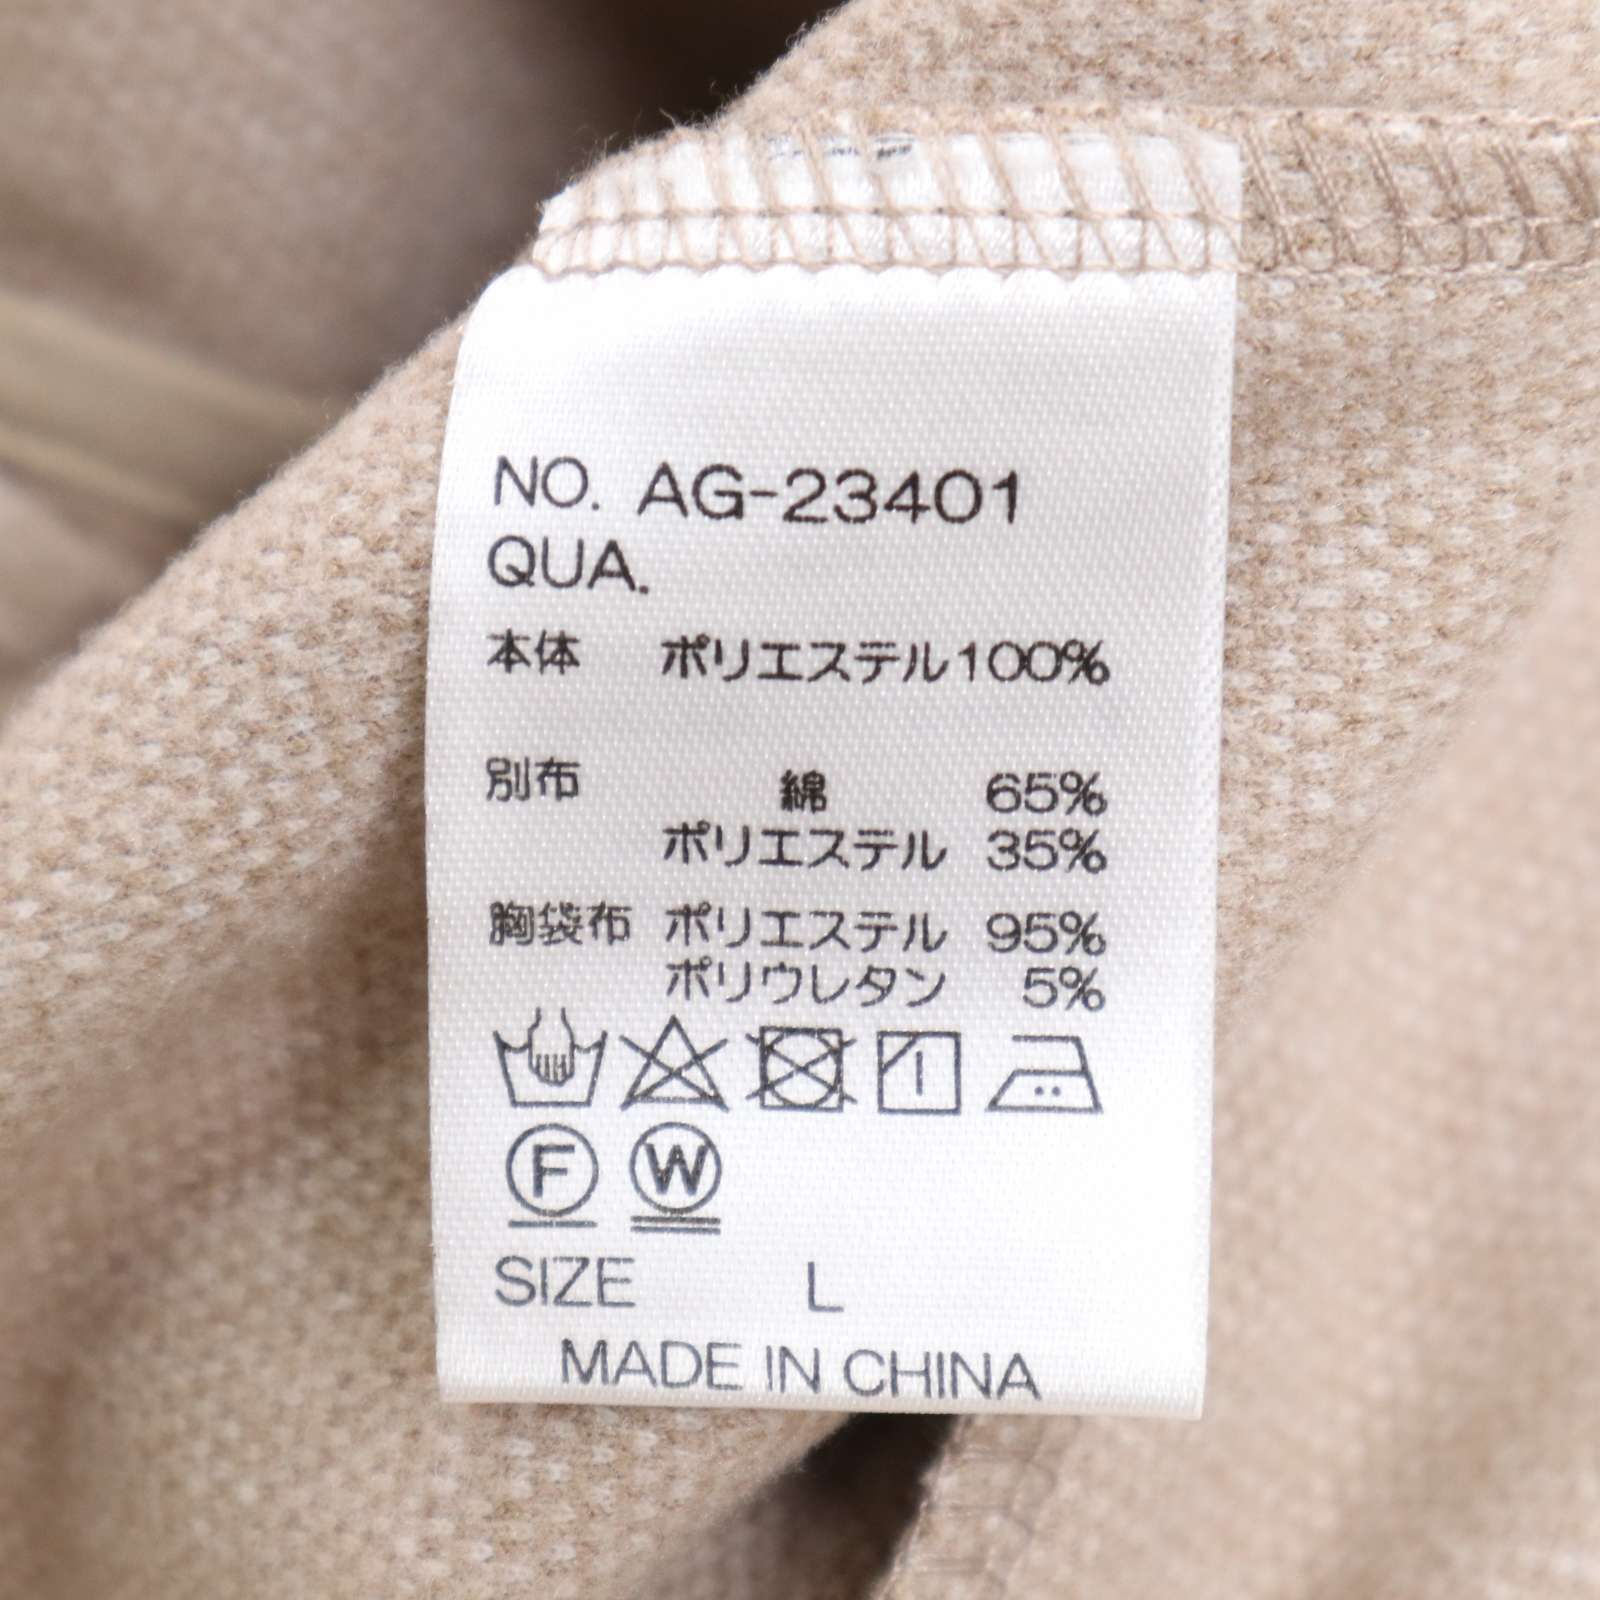 NO. AG-23401
QUA.
本体 ポリエステル100%
別布 綿 65%
ポリエステル 35%
胸袋布 ポリエステル 95%
ポリウレタン 5%
F W
SIZE L
MADE IN CHINA